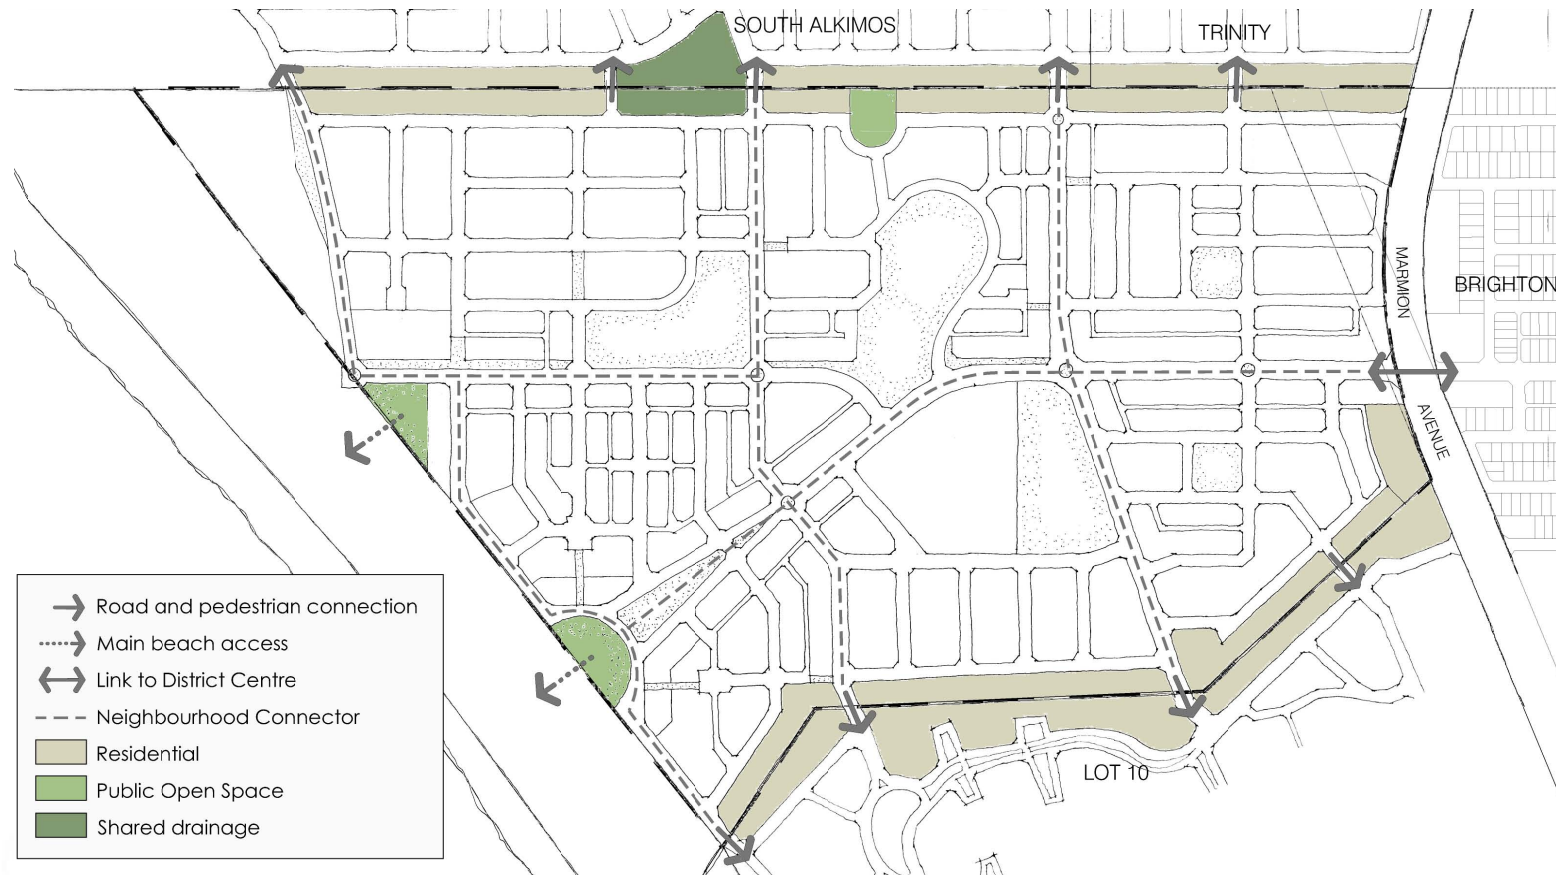 SOUTH ALKIMOS
TRINITY
MARMION
BRIGHTON
AVENUE
Road and pedestrian connection
Main beach access
Link to District Centre
Neighbourhood Connector
Residential
Public Open Space
Shared drainage
LOT 10